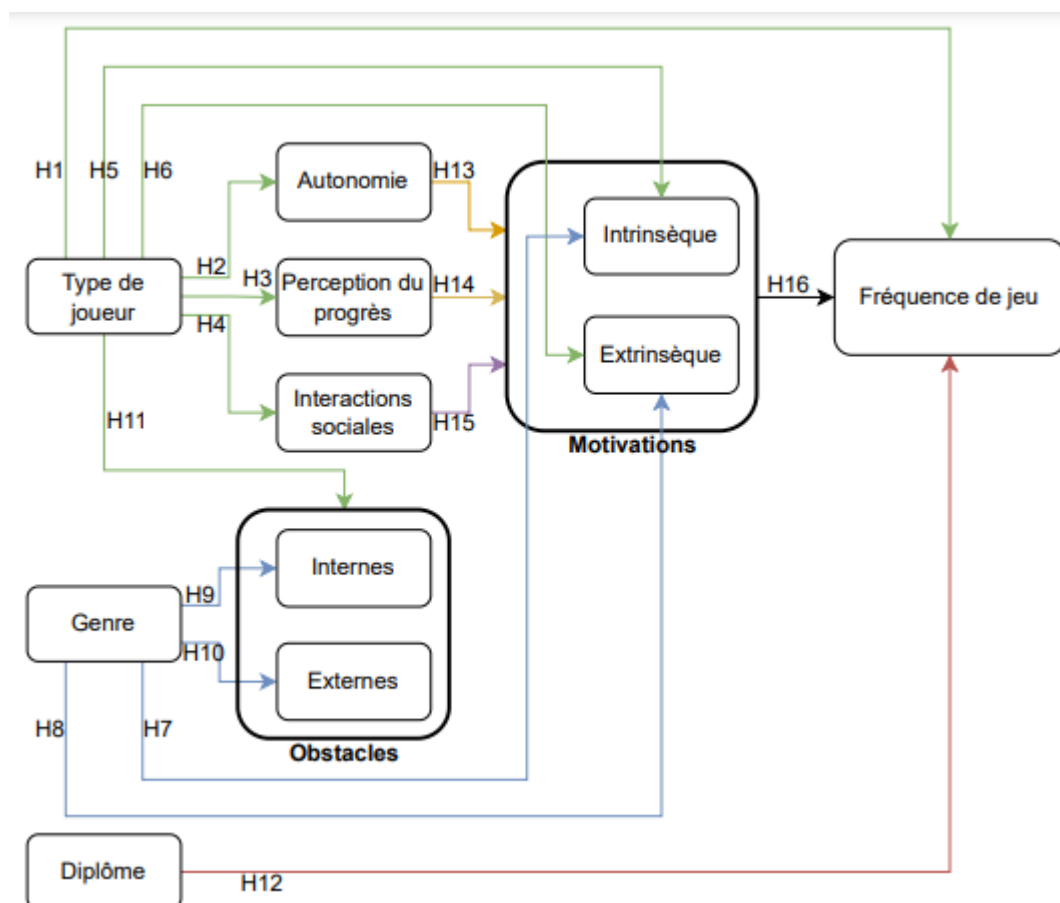 H1
H5
H6
Autonomie
H13
Intrinsèque
H2
Type de
joueur
H3
Perception du
progrès
H14
H16
Fréquence de jeu
H4
Extrinsèque
Interactions
sociales
H15
H11
Motivations
Internes
H9
Genre
H10
Externes
H8
H7
Obstacles
Diplôme
H12